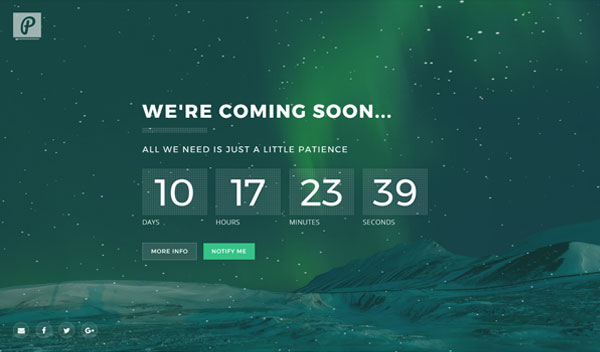 P
WE'RE COMING SOON...
ALL WE NEED IS JUST A LITTLE PATIENCE
10 17 23 39
DAYS HOURS MINUTES SECONDS
MORE INFO NOTIFY ME
f G+